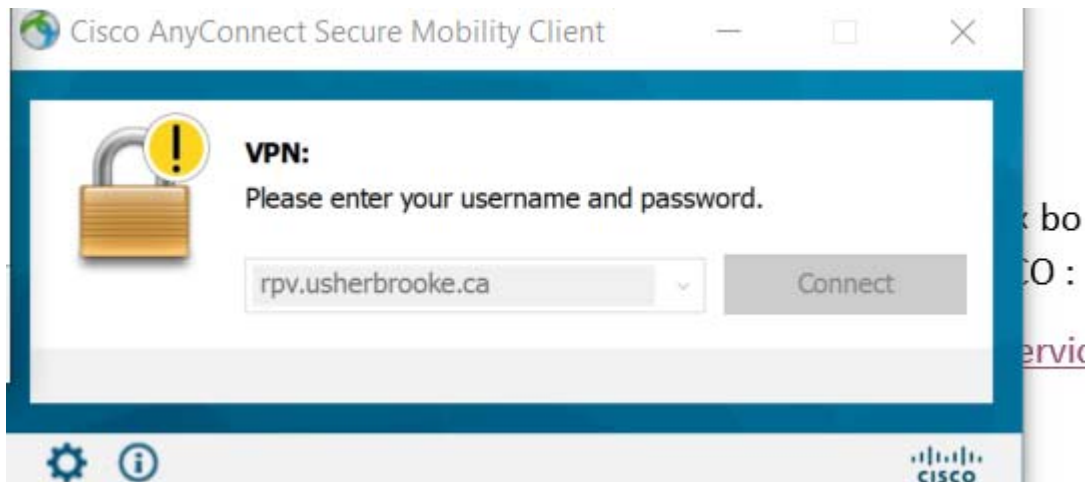 Cisco AnyConnect Secure Mobility Client
VPN:
Please enter your username and password.
rpv.usherbrooke.ca
Connect
bo
CO :
ervic
CISCO